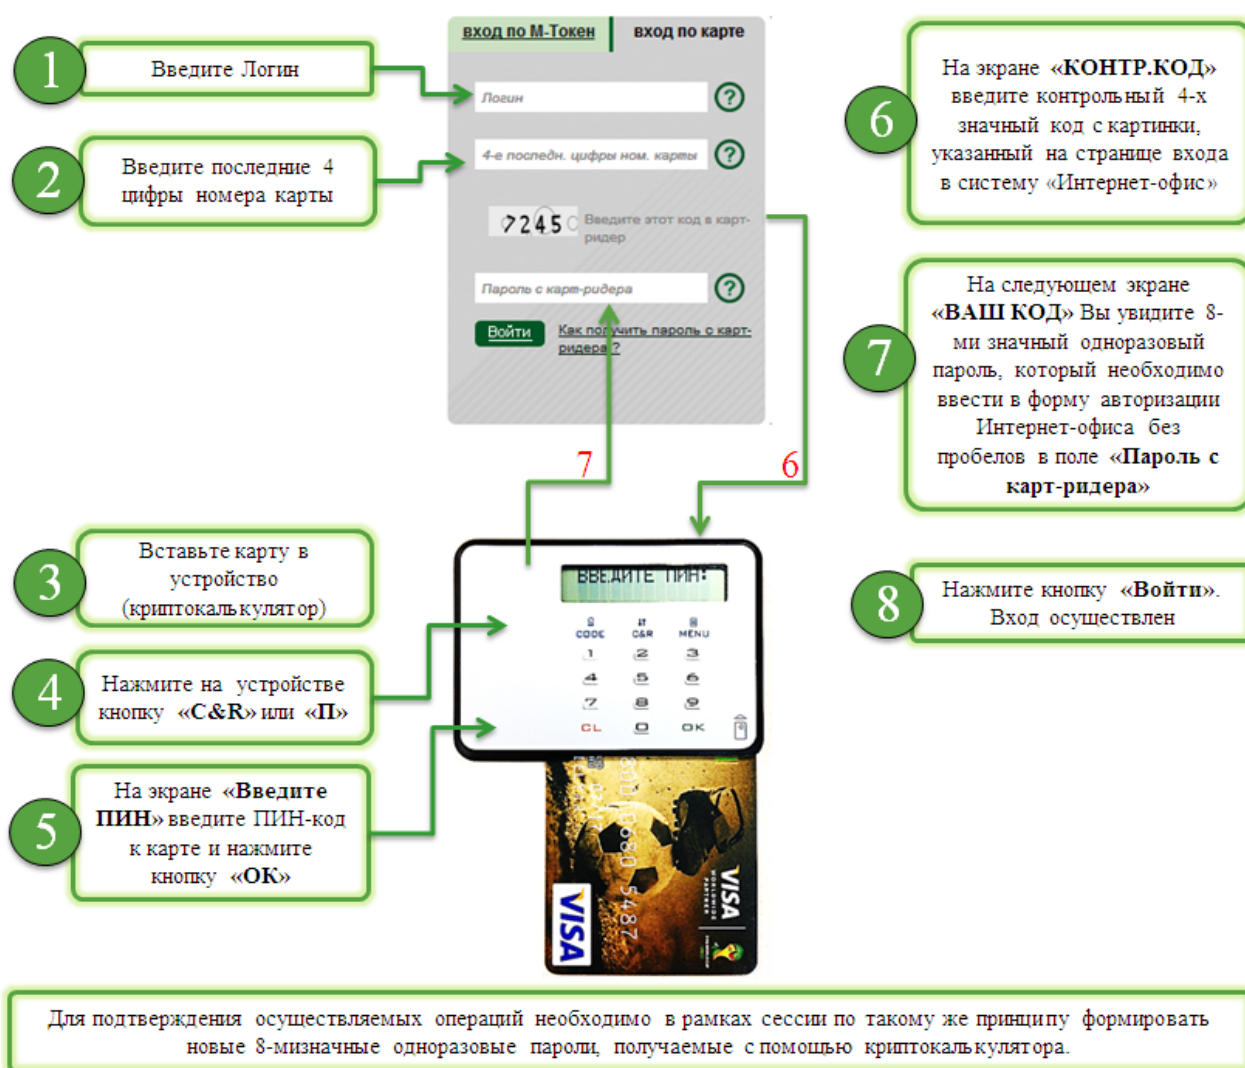 вход по М-Токен
вход по карте
1
Введите Логин
Логин
?
2
Введите последние 4
цифры номера карты
4-е последн. цифры ном. карты
?
7245
Введите этот код в карт-
ридер
Пароль с карт-ридера
?
Войти
Как получить пароль с карт-
ридера ?
7
6
3
Вставьте карту в
устройство
(криптокалькулятор)
4
Нажмите на устройстве
кнопку «C&R» или «П»
5
На экране «Введите
ПИН» введите ПИН-код
к карте и нажмите
кнопку «ОК»
ВВЕДИТЕ ПИН:
CODE C&R MENU
1 2 3
4 5 6
7 8 9
CL 0 OK
5487
VISA
VISA
WORLDWIDE
PARTNER
6
На экране «КОНТР.КОД»
введите контрольный 4-х
значный код с картинки,
указанный на странице входа
в систему «Интернет-офис»
7
На следующем экране
«ВАШ КОД» Вы увидите 8-
ми значный одноразовый
пароль, который необходимо
ввести в форму авторизации
Интернет-офиса без
пробелов в поле «Пароль с
карт-ридера»
8
Нажмите кнопку «Войти».
Вход осуществлен
Для подтверждения осуществляемых операций необходимо в рамках сессии по такому же принципу формировать
новые 8-мизначные одноразовые пароли, получаемые с помощью криптокалькулятора.